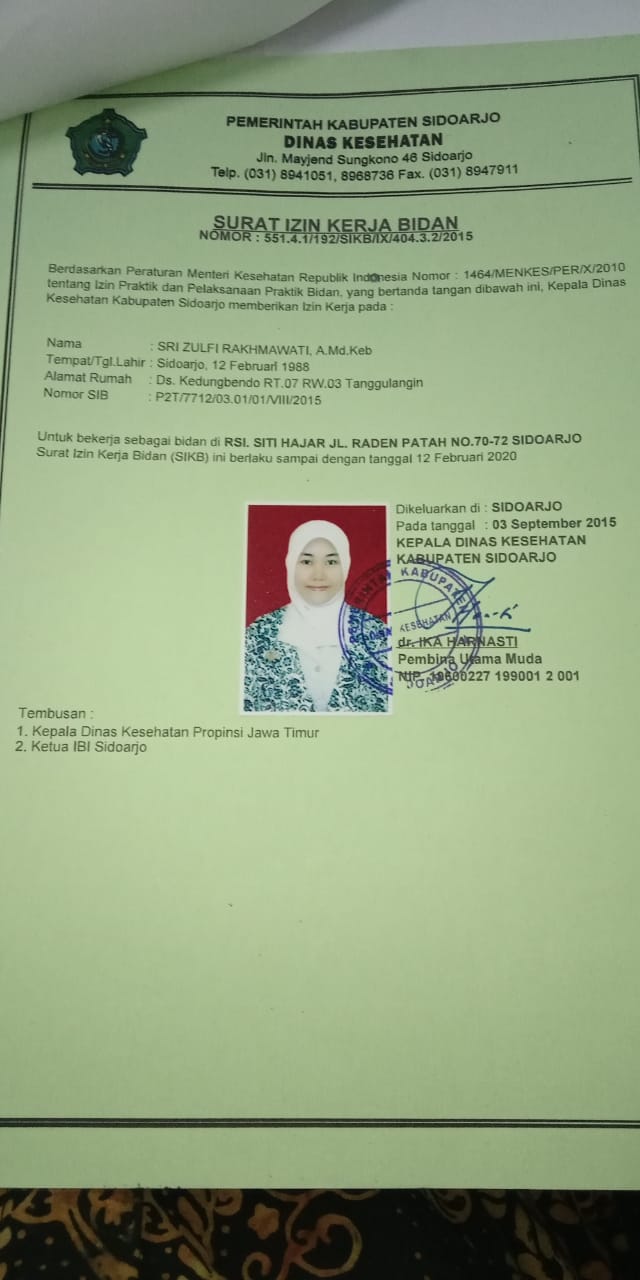 PEMERINTAH KABUPATEN SIDOARJO
DINAS KESEHATAN
Jln. Mayjend Sungkono 46 Sidoarjo
Telp. (031) 8941051, 8968736 Fax. (031) 8947911
SURAT IZIN KERJA BIDAN
NOMOR : 551.4.1/192/SIKB/IX/404.3.2/2015
Berdasarkan Peraturan Menteri Kesehatan Republik Indonesia Nomor : 1464/MENKES/PER/X/2010
tentang Izin Praktik dan Pelaksanaan Praktik Bidan, yang bertanda tangan dibawah ini, Kepala Dinas
Kesehatan Kabupaten Sidoarjo memberikan Izin Kerja pada :
Nama : SRI ZULFI RAKHMAWATI, A.Md.Keb
Tempat/Tgl.Lahir : Sidoarjo, 12 Februari 1988
Alamat Rumah : Ds. Kedungbendo RT.07 RW.03 Tanggulangin
Nomor SIB : P2T/7712/03.01/01/VIII/2015
Untuk bekerja sebagai bidan di RSI. SITI HAJAR JL. RADEN PATAH NO.70-72 SIDOARJO
Surat Izin Kerja Bidan (SIKB) ini berlaku sampai dengan tanggal 12 Februari 2020
Dikeluarkan di : SIDOARJO
Pada tanggal : 03 September 2015
KEPALA DINAS KESEHATAN
KABUPATEN SIDOARJO
PEMERINTAH KABUPATEN
DINAS KESEHATAN
SIDOARJO
dr. IKA HARNASTI
Pembina Utama Muda
NIP. 19600227 199001 2 001
Tembusan :
1. Kepala Dinas Kesehatan Propinsi Jawa Timur
2. Ketua IBI Sidoarjo